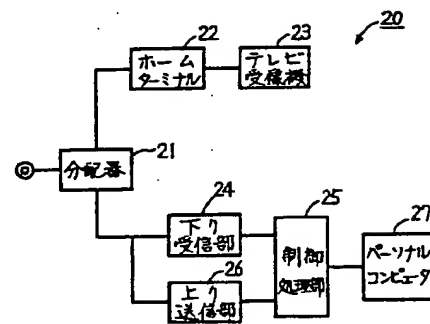 20
22
ホーム
ターミナル
23
テレビ
受像機
21
分配器
24
下り
受信部
25
制御
処理部
26
上り
送信部
27
パーソナル
コンピュータ